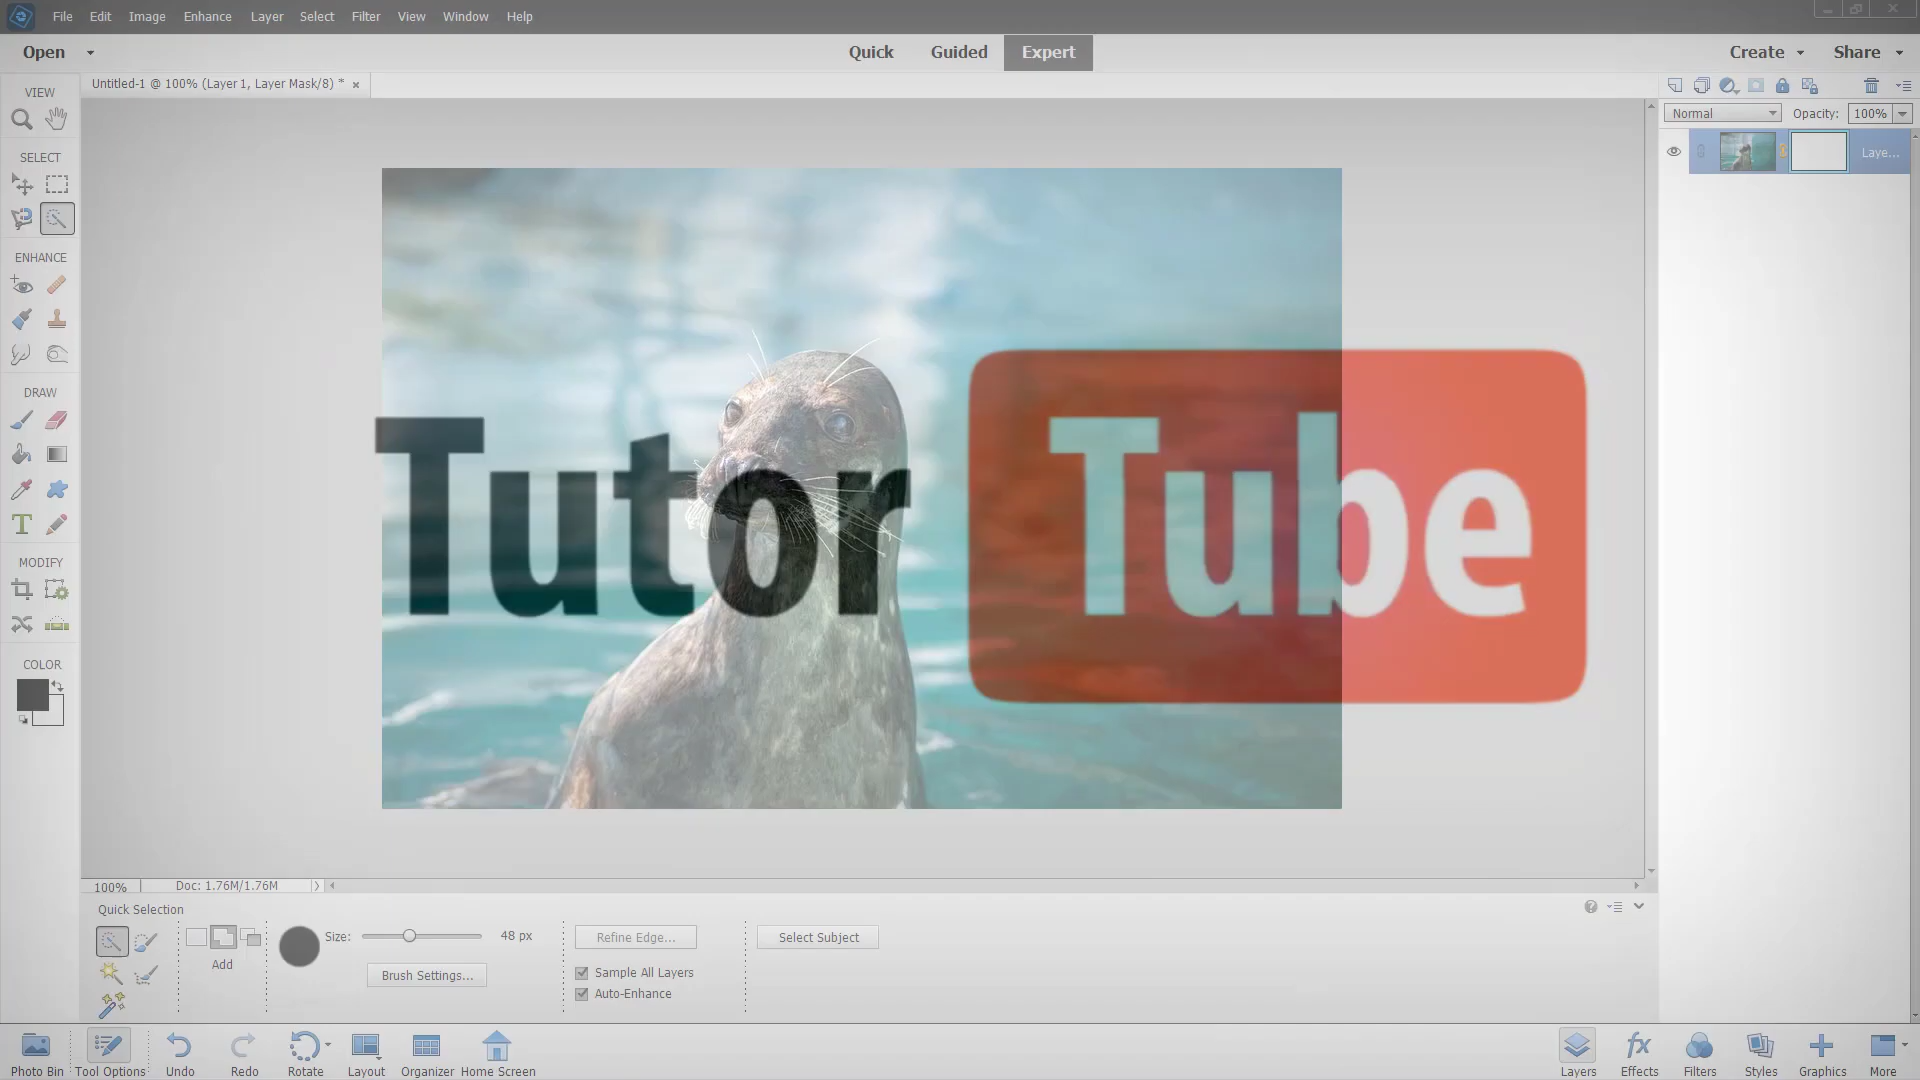 File Edit Image Enhance Layer Select Filter View Window Help
Open Quick Guided Expert Create Share
Untitled-1 @ 100% (Layer 1, Layer Mask/8) * ×
VIEW
SELECT
ENHANCE
DRAW
MODIFY
COLOR
Normal Opacity: 100%
Laye...
Tutor Tube
100% Doc: 1.76M/1.76M
Quick Selection
Add
Size: 48 px
Brush Settings...
Refine Edge...
Sample All Layers
Auto-Enhance
Select Subject
Photo Bin Tool Options Undo Redo Rotate Layout Organizer Home Screen Layers Effects Filters Styles Graphics More